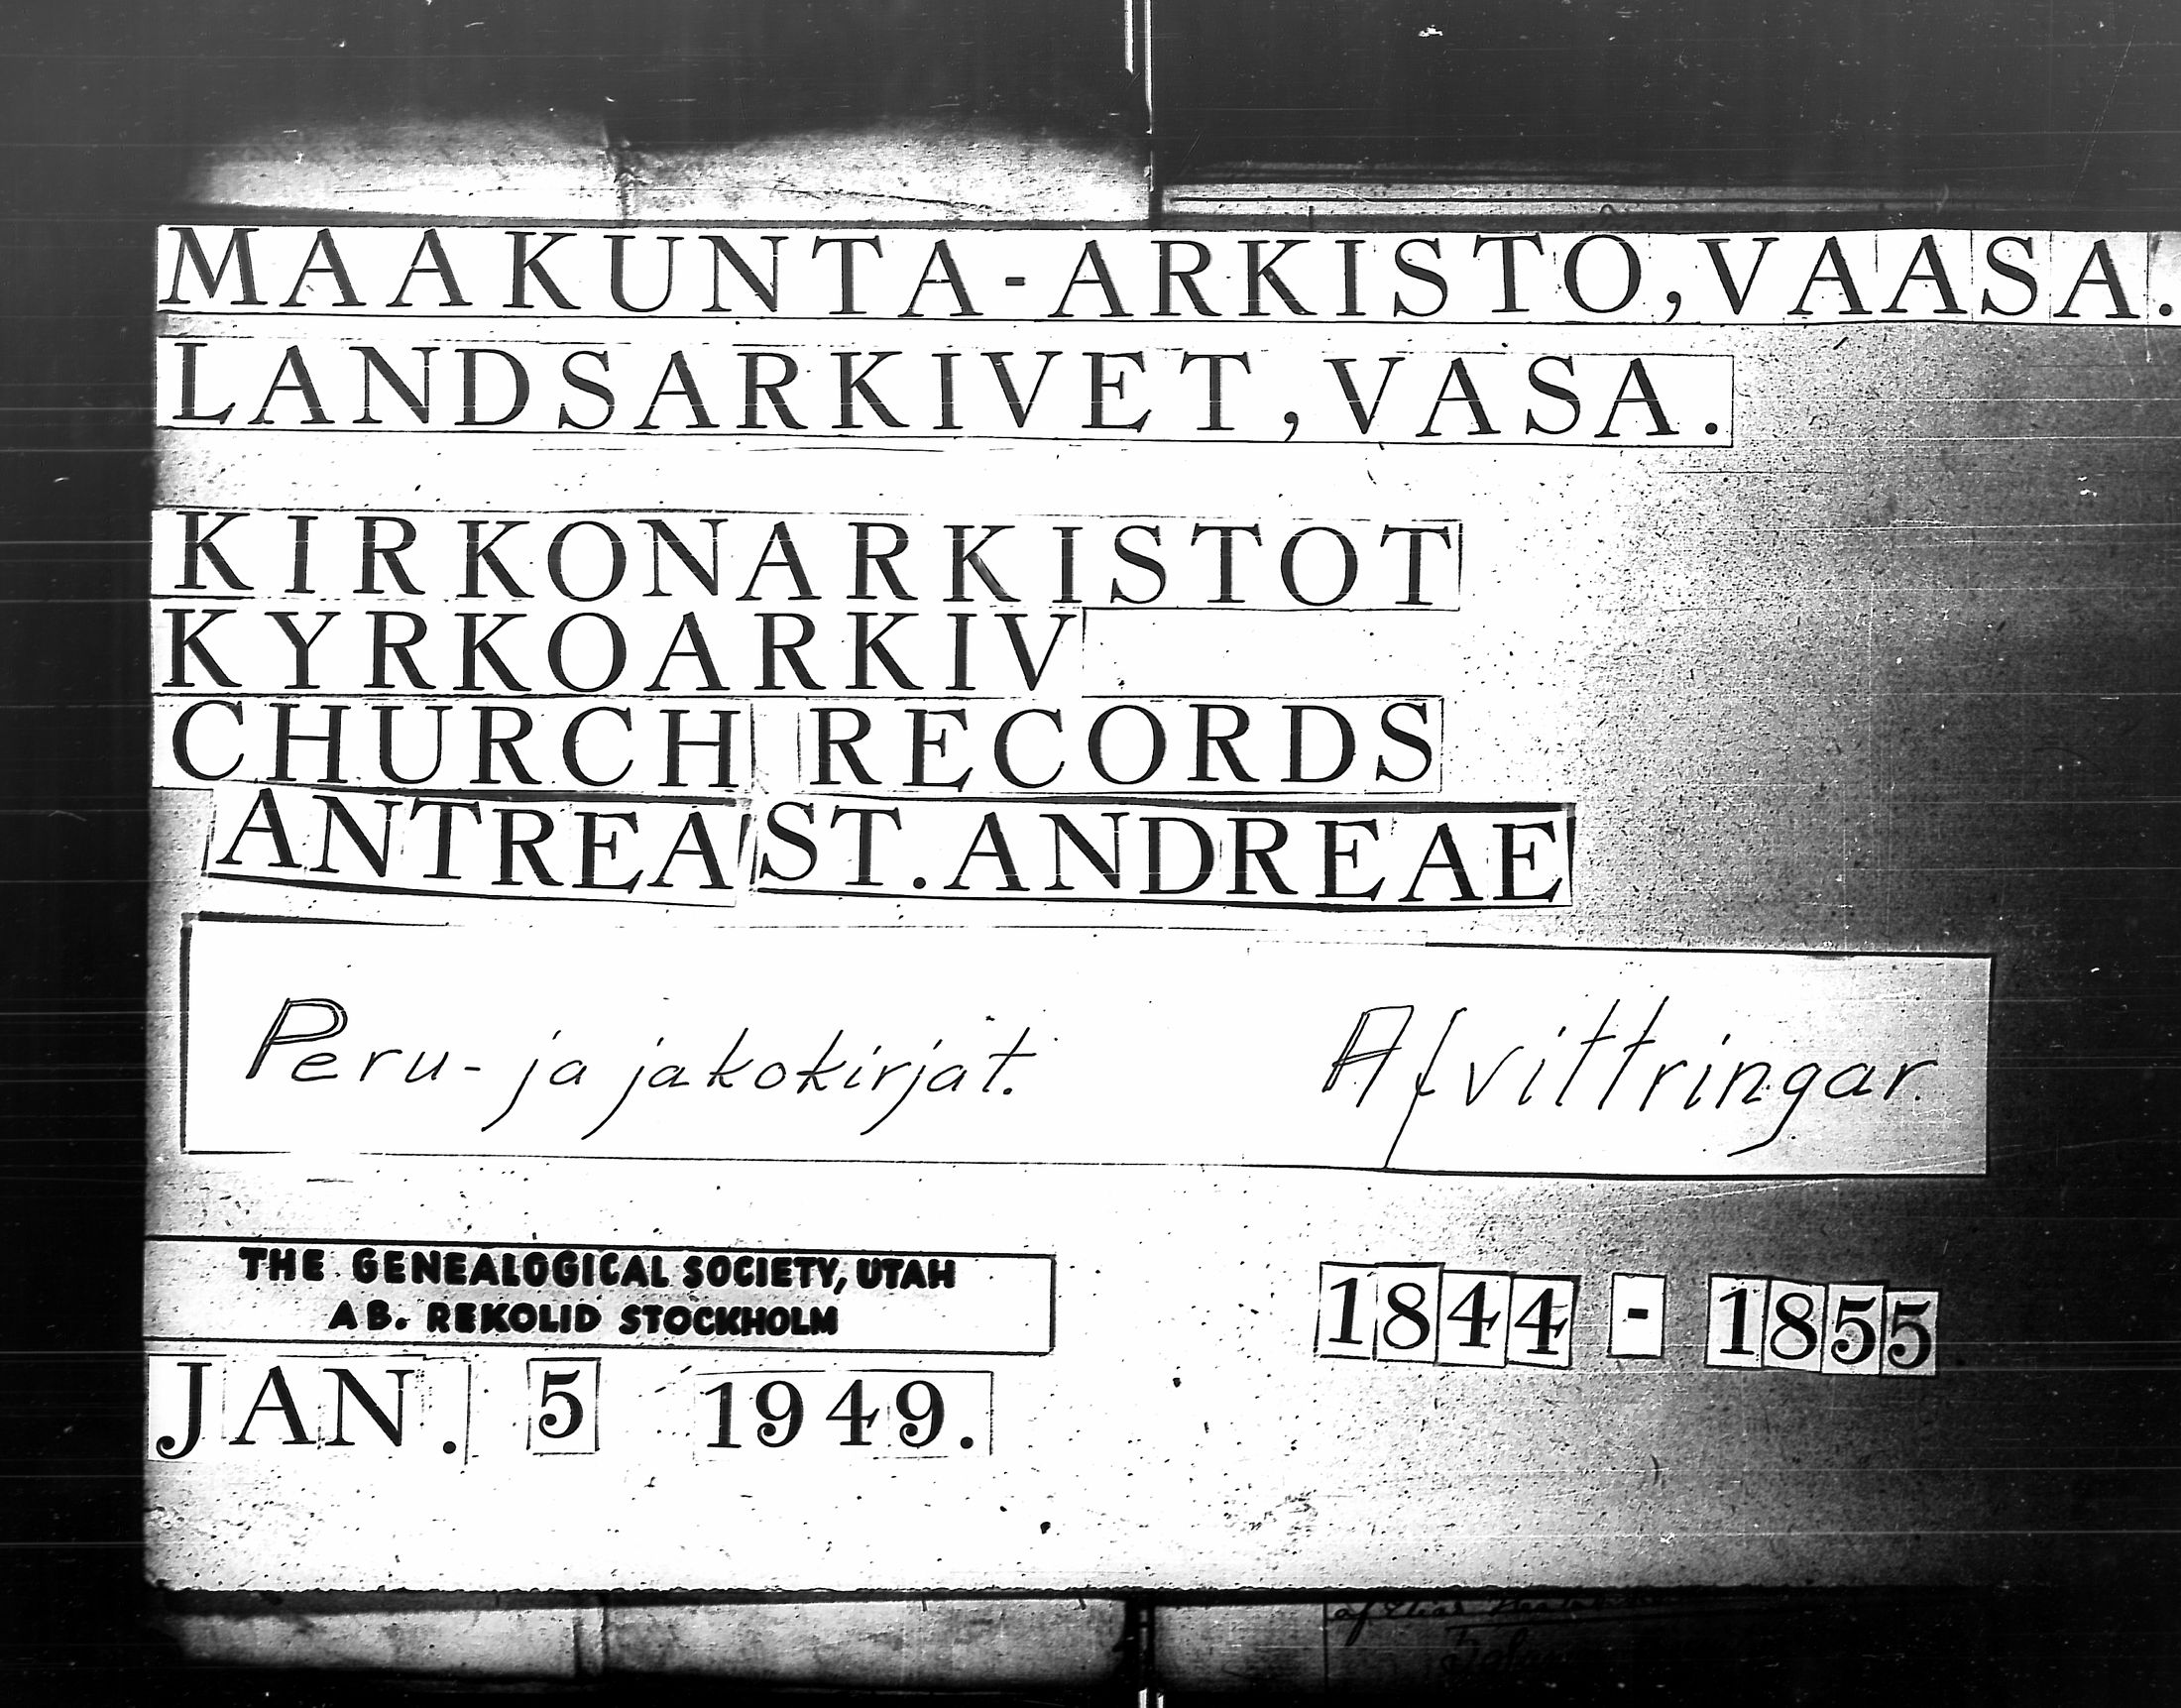 MAAKUNTA-ARKISTO, VAASA.
LANDSARKIVET, VASA.
KIRKONARKISTOT
KYRKOARKIV
CHURCH RECORDS
ANTREA ST. ANDREAE
Peru- ja jakokirjat. Afvittringar.
THE GENEALOGICAL SOCIETY, UTAH
AB. REKOLID STOCKHOLM
1844 - 1855
JAN. 5 1949.